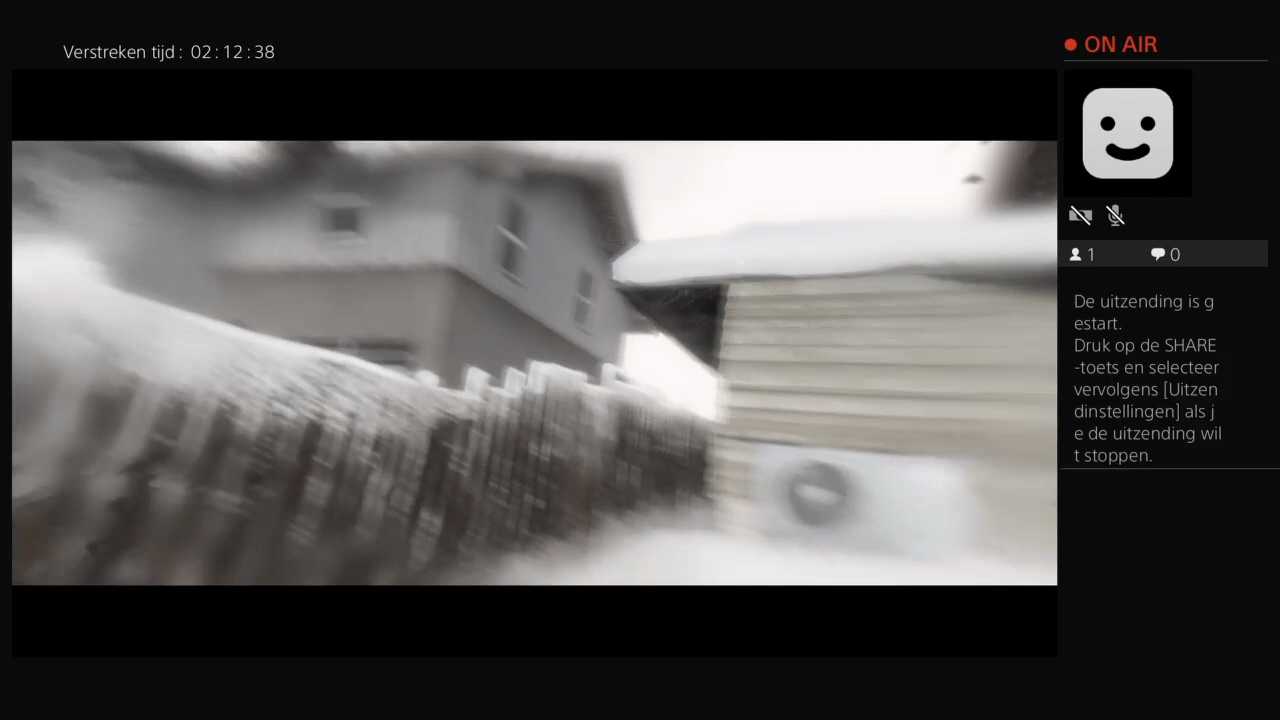 Verstreken tijd : 02 : 12 : 38
ON AIR
1
0
De uitzending is g
estart.
Druk op de SHARE
-toets en selecteer
vervolgens [Uitzen
dinstellingen] als j
e de uitzending wil
t stoppen.